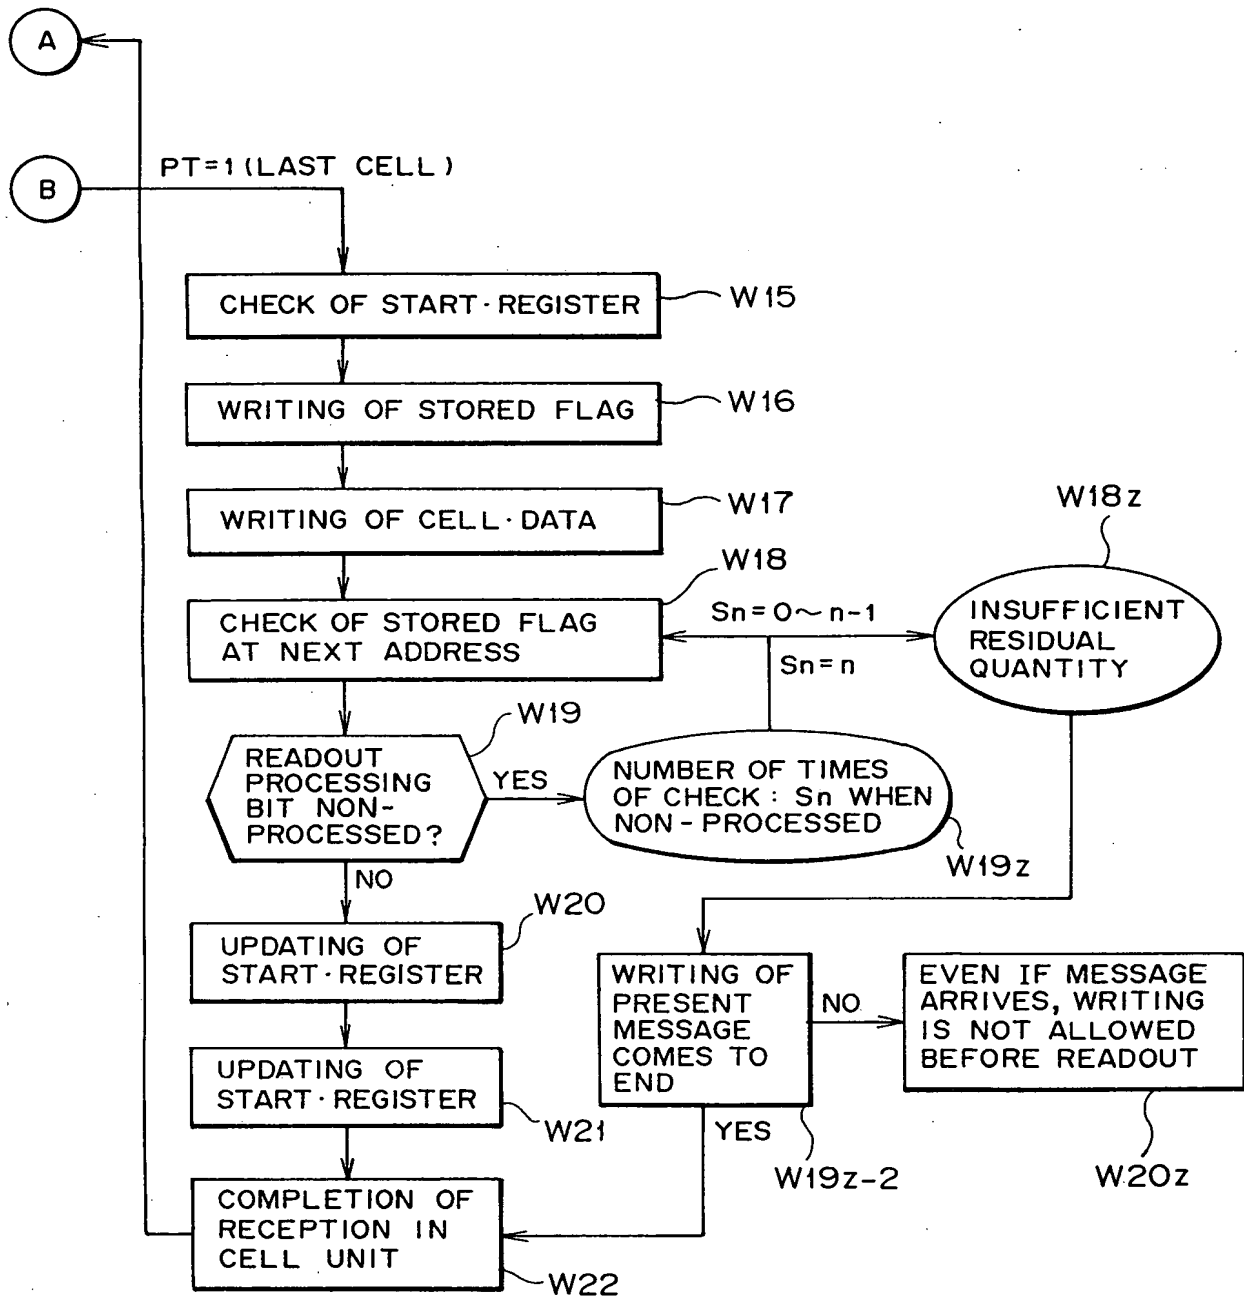 A
B
PT=1 (LAST CELL)
CHECK OF START·REGISTER
W15
WRITING OF STORED FLAG
W16
WRITING OF CELL·DATA
W17
CHECK OF STORED FLAG
AT NEXT ADDRESS
W18
Sn=0~n-1
Sn=n
W18z
INSUFFICIENT
RESIDUAL
QUANTITY
READOUT
PROCESSING
BIT NON-
PROCESSED?
W19
YES
NUMBER OF TIMES
OF CHECK: Sn WHEN
NON-PROCESSED
W19z
NO
UPDATING OF
START·REGISTER
W20
UPDATING OF
START·REGISTER
W21
WRITING OF
PRESENT
MESSAGE
COMES TO
END
NO
EVEN IF MESSAGE
ARRIVES, WRITING
IS NOT ALLOWED
BEFORE READOUT
YES
W19z-2
W20z
COMPLETION OF
RECEPTION IN
CELL UNIT
W22